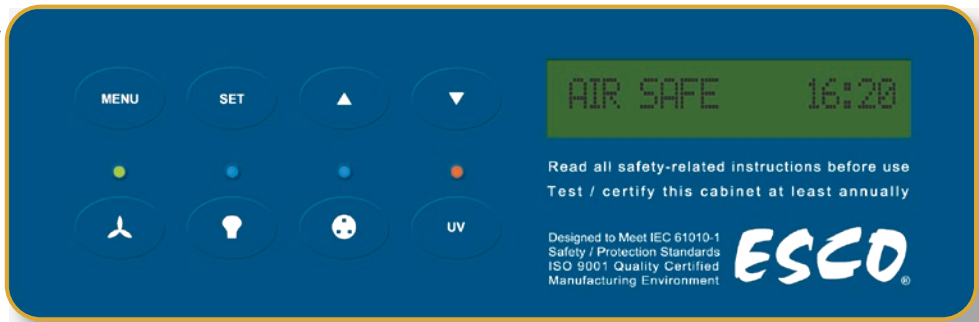 MENU SET ▲ ▼
AIR SAFE 16:20
UV
Read all safety-related instructions before use
Test / certify this cabinet at least annually
Designed to Meet IEC 61010-1
Safety / Protection Standards
ISO 9001 Quality Certified
Manufacturing Environment
ESCO®